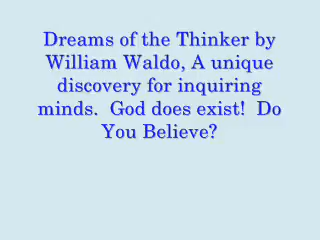 Dreams of the Thinker by
William Waldo, A unique
discovery for inquiring
minds.  God does exist!  Do
You Believe?